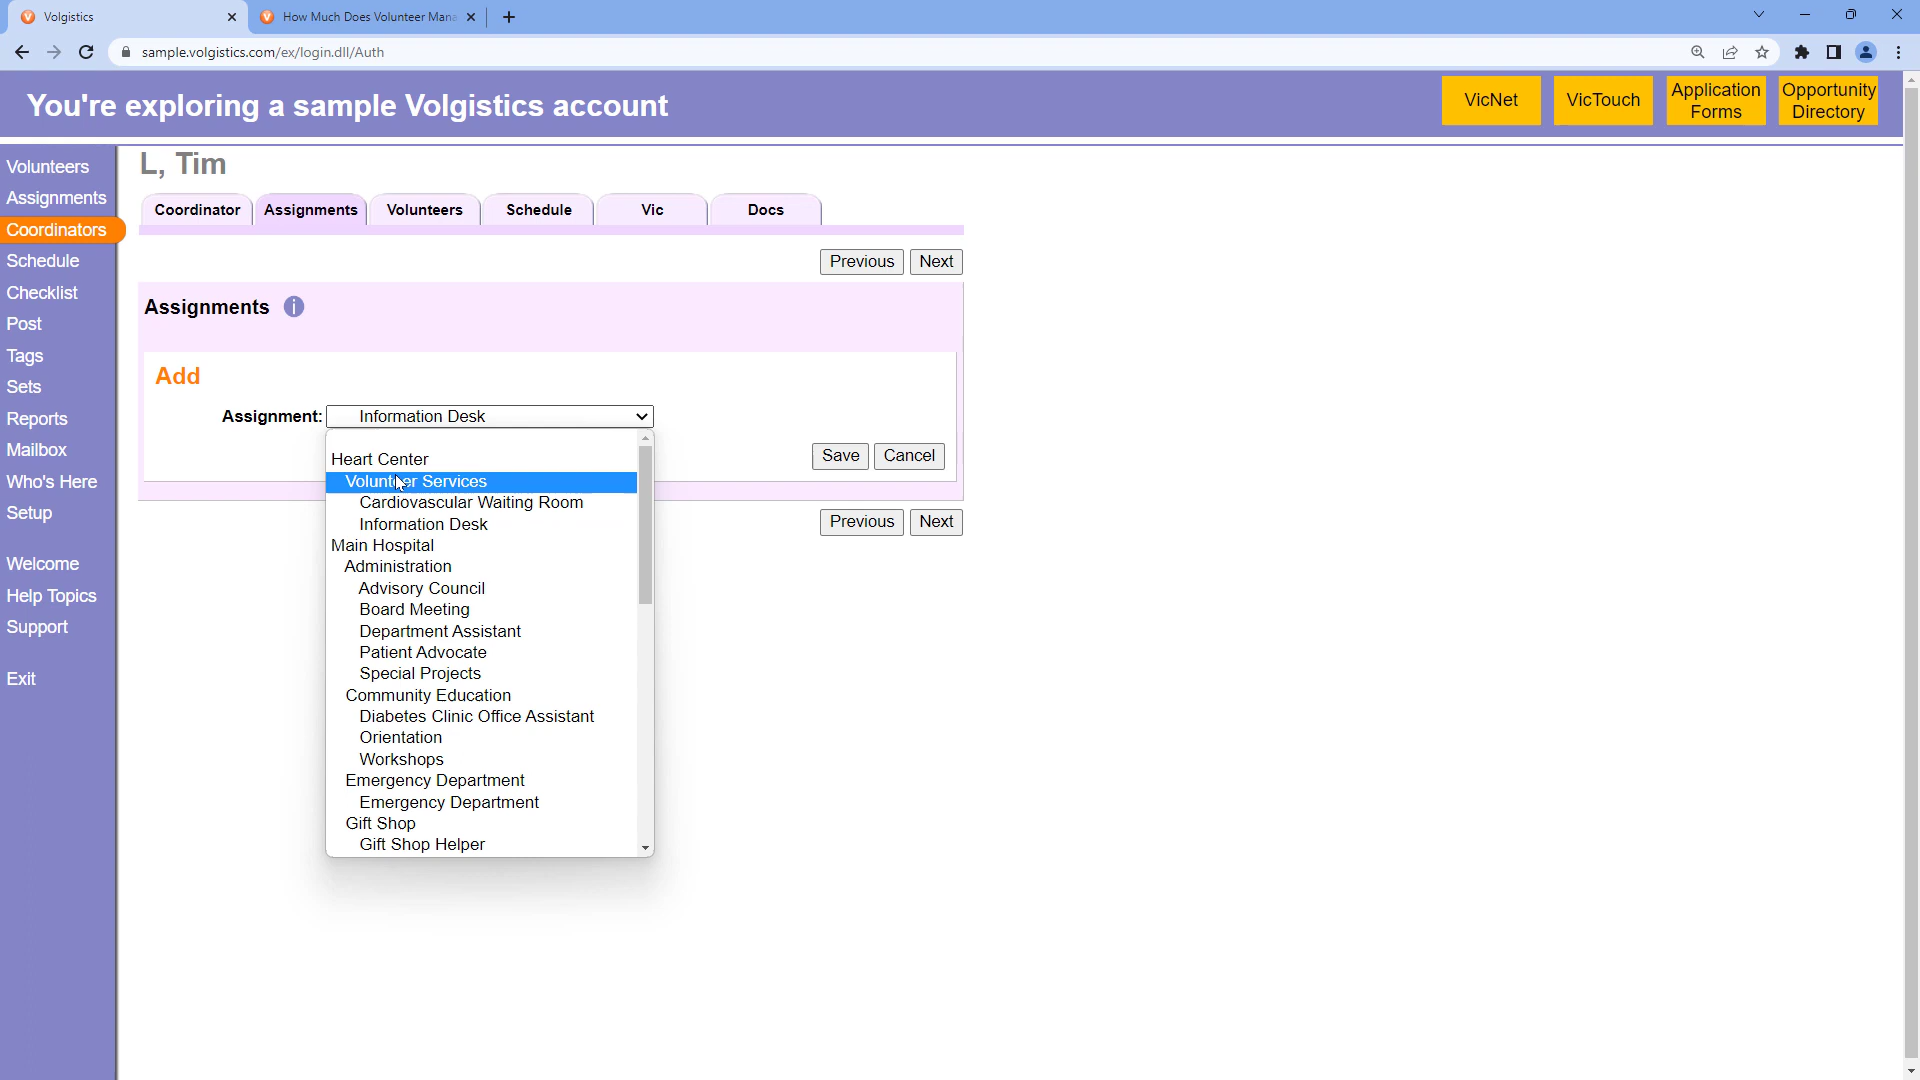 Volgistics
How Much Does Volunteer Mana
sample.volgistics.com/ex/login.dll/Auth
You're exploring a sample Volgistics account
VicNet
VicTouch
Application
Forms
Opportunity
Directory
Volunteers
Assignments
Coordinators
Schedule
Checklist
Post
Tags
Sets
Reports
Mailbox
Who's Here
Setup
Welcome
Help Topics
Support
Exit
L, Tim
Coordinator
Assignments
Volunteers
Schedule
Vic
Docs
Previous
Next
Assignments i
Add
Assignment: Information Desk
Heart Center
Volunteer Services
Cardiovascular Waiting Room
Information Desk
Main Hospital
Administration
Advisory Council
Board Meeting
Department Assistant
Patient Advocate
Special Projects
Community Education
Diabetes Clinic Office Assistant
Orientation
Workshops
Emergency Department
Emergency Department
Gift Shop
Gift Shop Helper
Save
Cancel
Previous
Next